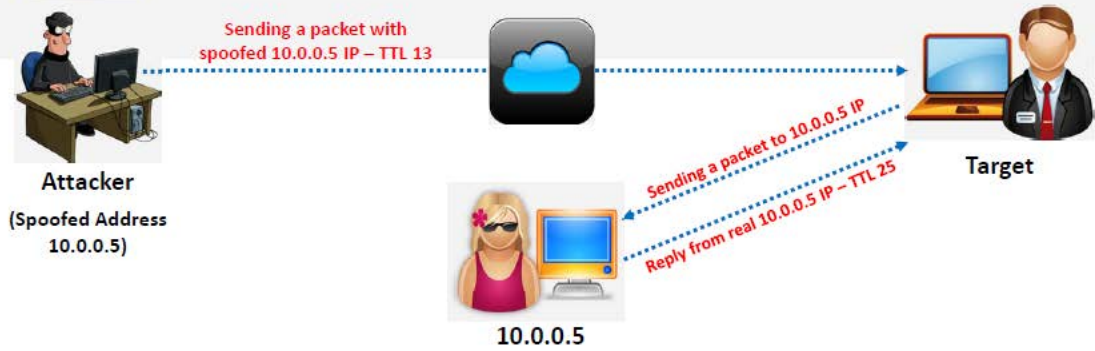 Sending a packet with
spoofed 10.0.0.5 IP – TTL 13
Attacker
(Spoofed Address
10.0.0.5)
Sending a packet to 10.0.0.5 IP
Reply from real 10.0.0.5 IP – TTL 25
Target
10.0.0.5